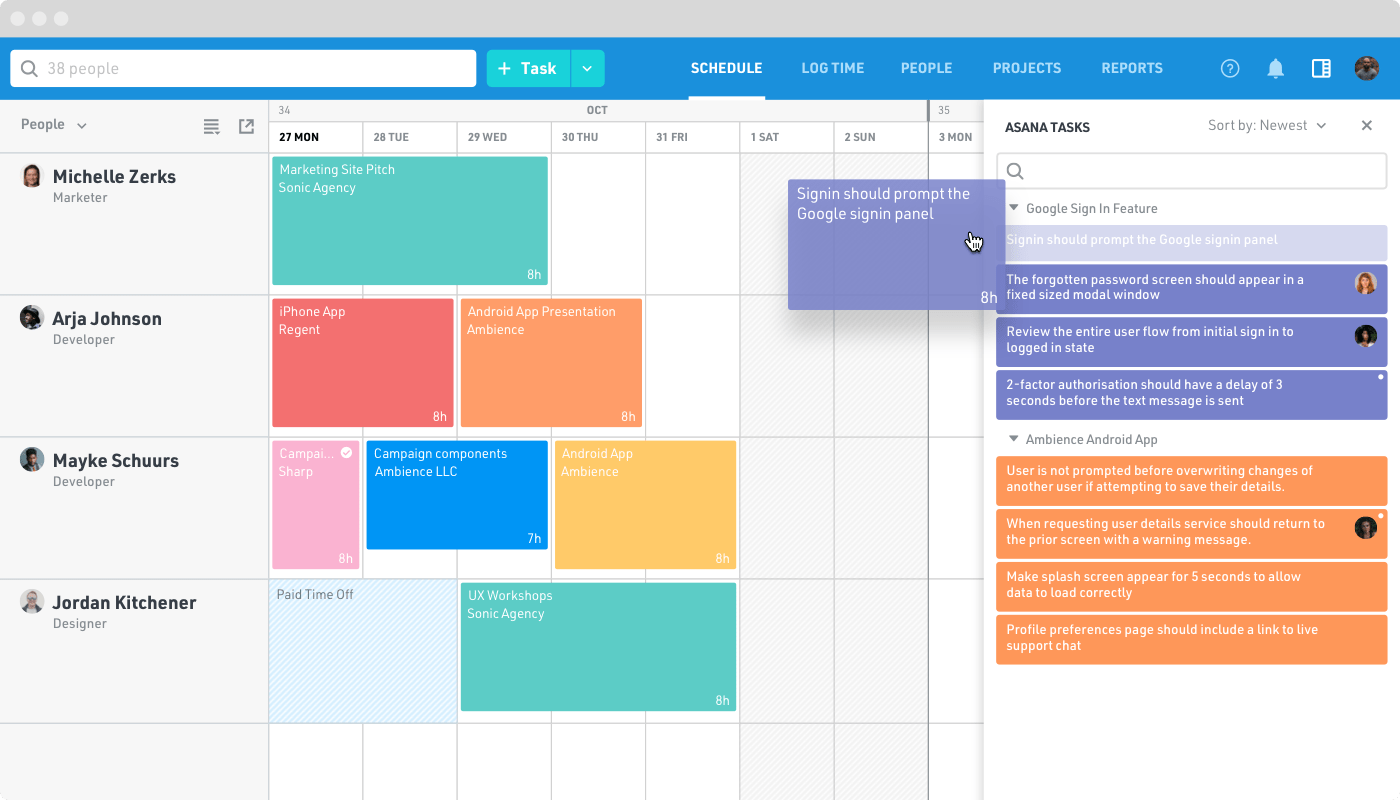 38 people
+ Task
SCHEDULE
LOG TIME
PEOPLE
PROJECTS
REPORTS
?
People
34
OCT
35
27 MON
28 TUE
29 WED
30 THU
31 FRI
1 SAT
2 SUN
3 MON
Michelle Zerks
Marketer
Marketing Site Pitch
Sonic Agency
8h
Signin should prompt the
Google signin panel
8h
Arja Johnson
Developer
iPhone App
Regent
8h
Android App Presentation
Ambience
8h
Mayke Schuurs
Developer
Campai...
Sharp
8h
Campaign components
Ambience LLC
7h
Android App
Ambience
8h
Jordan Kitchener
Designer
Paid Time Off
UX Workshops
Sonic Agency
8h
ASANA TASKS
Sort by: Newest
Google Sign In Feature
Signin should prompt the Google signin panel
The forgotten password screen should appear in a
fixed sized modal window
Review the entire user flow from initial sign in to
logged in state
2-factor authorisation should have a delay of 3
seconds before the text message is sent
Ambience Android App
User is not prompted before overwriting changes of
another user if attempting to save their details.
When requesting user details service should return to
the prior screen with a warning message.
Make splash screen appear for 5 seconds to allow
data to load correctly
Profile preferences page should include a link to live
support chat